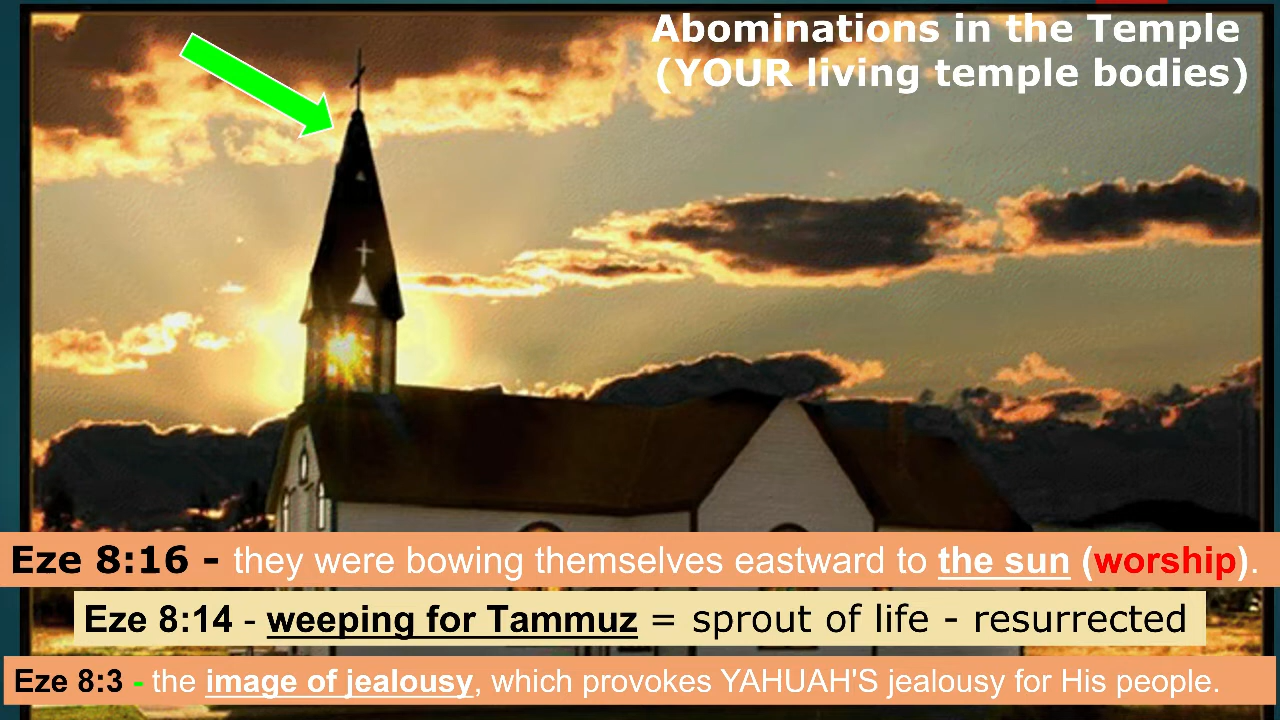 Abominations in the Temple
(YOUR living temple bodies)
Eze 8:16 - they were bowing themselves eastward to the sun (worship).
Eze 8:14 - weeping for Tammuz = sprout of life - resurrected
Eze 8:3 - the image of jealousy, which provokes YAHUAH'S jealousy for His people.